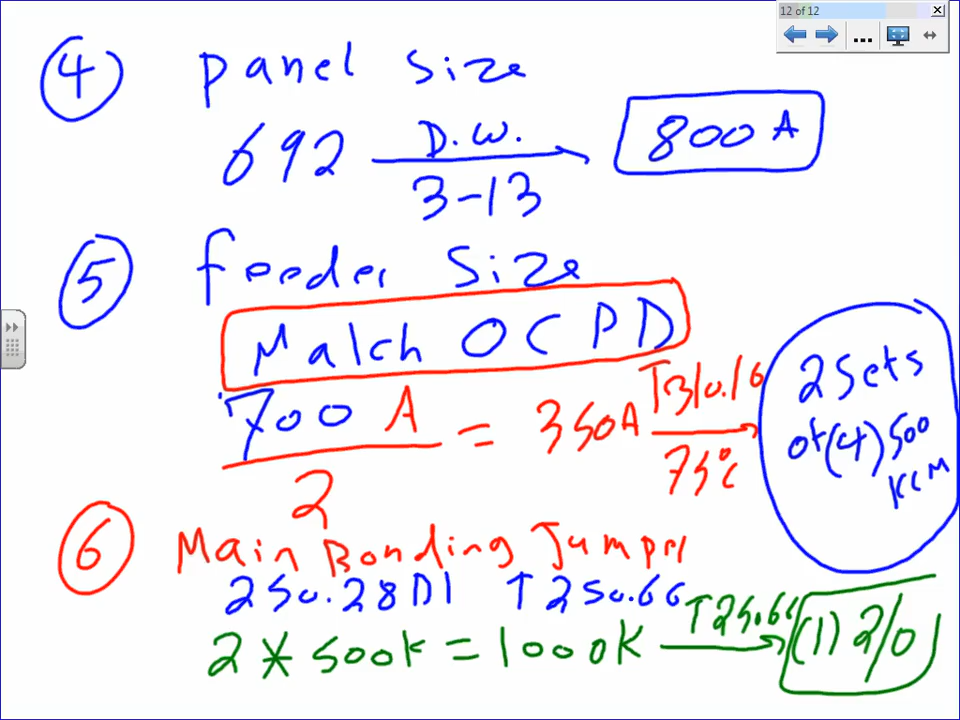 12 of 12
4 Panel Size
692 D.W. 3-13 800 A
5 feeder Size
Match OCPD
700 A / 2 = 350A T310.16 75°C
2 Sets
of (4) 500
KCM
6 Main Bonding Jumper
250.28D1 T250.66
2 * 500k = 1000k T250.66 (1) 2/0